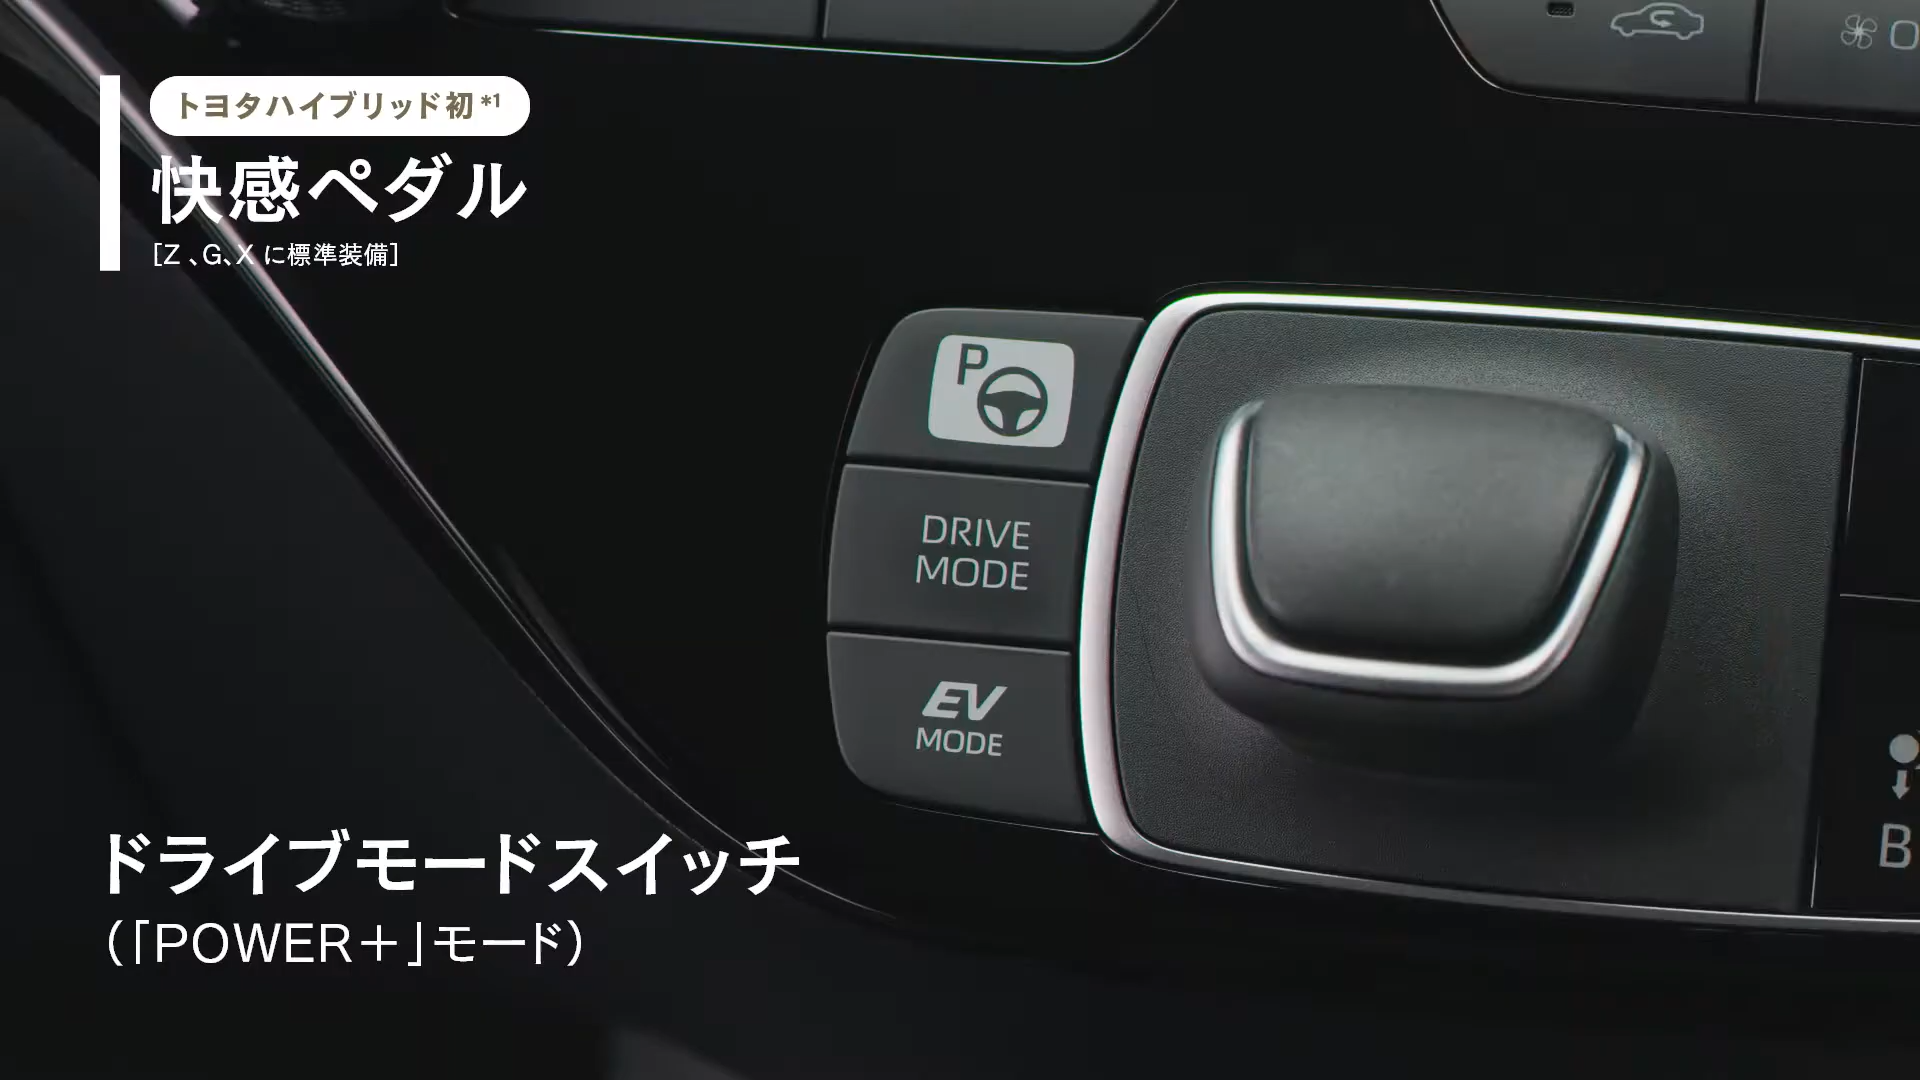 トヨタハイブリッド初*1
快感ペダル
[Z、G、Xに標準装備]
P
DRIVE
MODE
EV
MODE
B
ドライブモードスイッチ
(「POWER＋」モード)